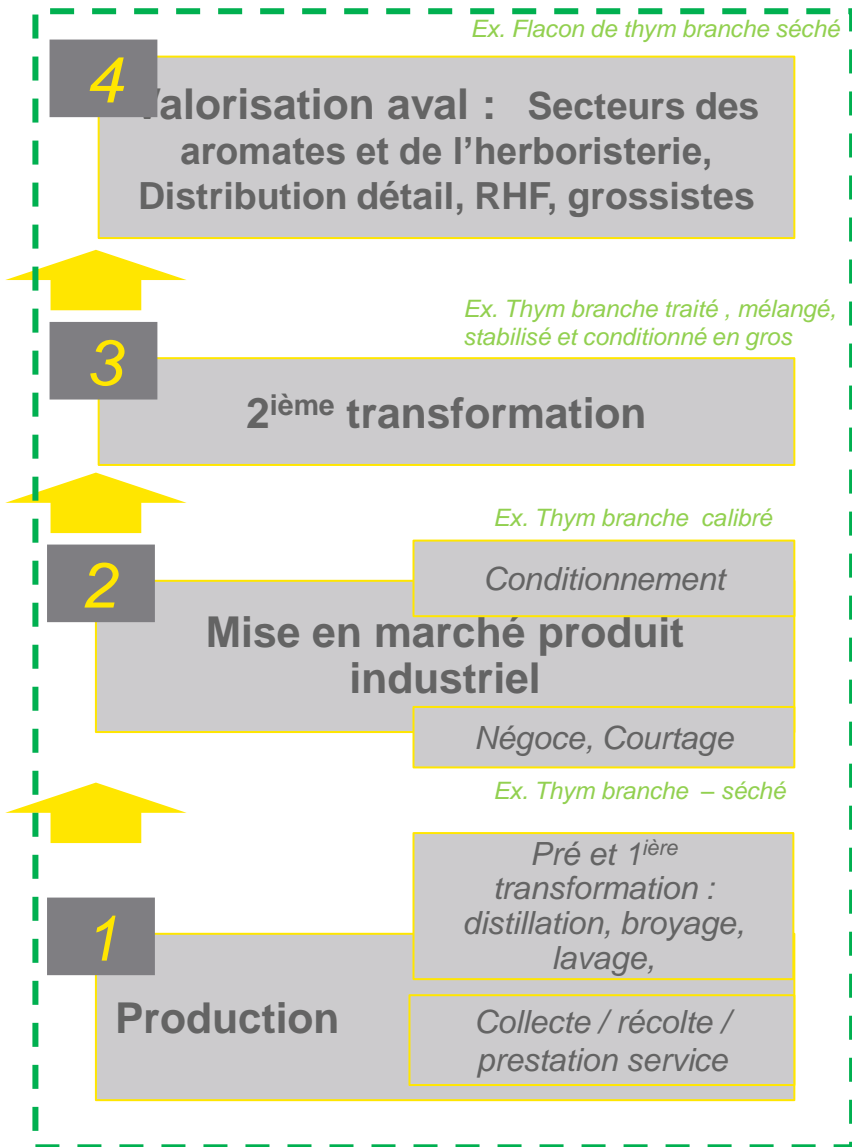 Ex. Flacon de thym branche séché
4
alorisation aval : Secteurs des
aromates et de l’herboristerie,
Distribution détail, RHF, grossistes
Ex. Thym branche traité , mélangé,
stabilisé et conditionné en gros
3
2ième transformation
Ex. Thym branche calibré
2
Conditionnement
Mise en marché produit
industriel
Négoce, Courtage
Ex. Thym branche – séché
Pré et 1ière
transformation :
distillation, broyage,
lavage,
1
Production
Collecte / récolte /
prestation service